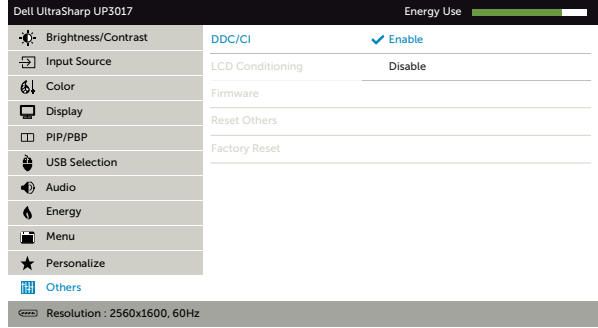 Dell UltraSharp UP3017 Energy Use
Brightness/Contrast DDC/CI Enable
Input Source LCD Conditioning Disable
Color Firmware
Display Reset Others
PIP/PBP Factory Reset
USB Selection
Audio
Energy
Menu
Personalize
Others
Resolution : 2560x1600, 60Hz